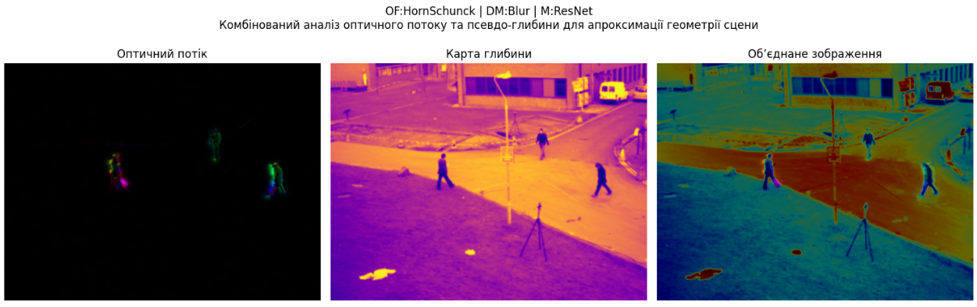 OF:HornSchunck | DM:Blur | M:ResNet
Комбінований аналіз оптичного потоку та псевдо-глибини для апроксимації геометрії сцени
Оптичний потік
Карта глибини
Об’єднане зображення